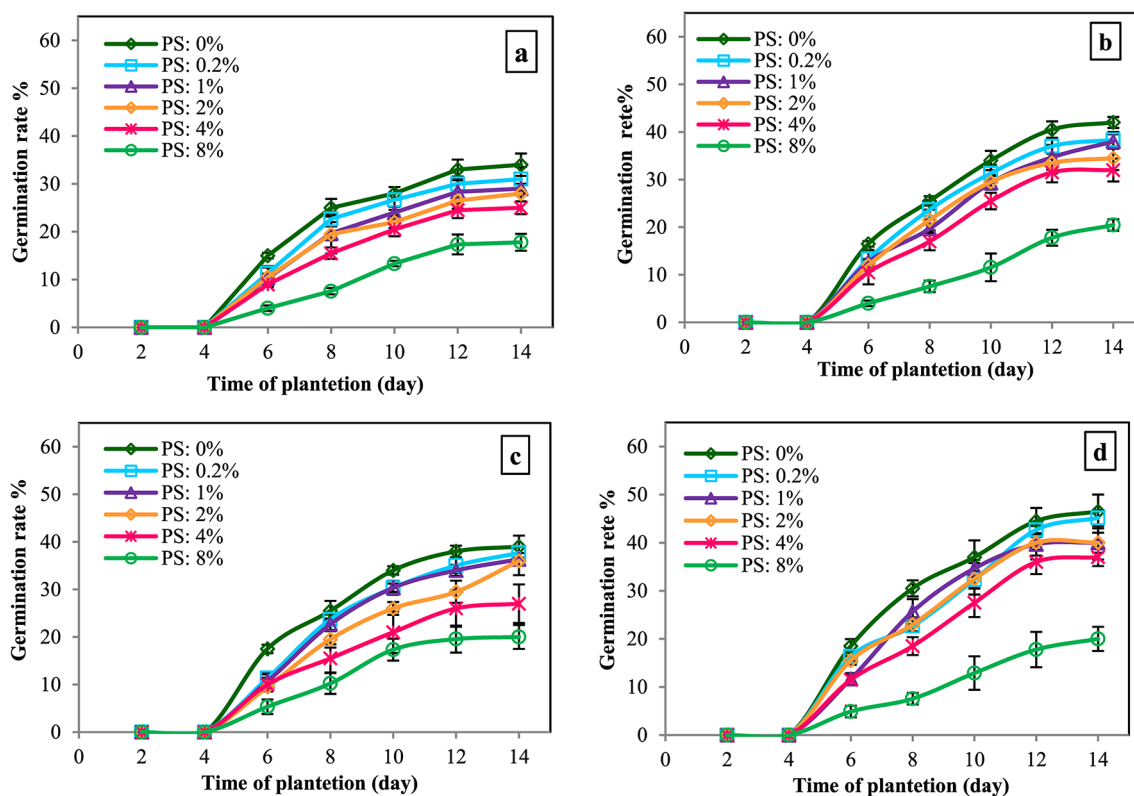 a
PS: 0%
PS: 0.2%
PS: 1%
PS: 2%
PS: 4%
PS: 8%
Germination rate %
60
50
40
30
20
10
0
0 2 4 6 8 10 12 14
Time of plantetion (day)
b
PS: 0%
PS: 0.2%
PS: 1%
PS: 2%
PS: 4%
PS: 8%
Germination rete%
60
50
40
30
20
10
0
0 2 4 6 8 10 12 14
Time of plantetion (day)
c
PS: 0%
PS: 0.2%
PS: 1%
PS: 2%
PS: 4%
PS: 8%
Germination rate %
60
50
40
30
20
10
0
0 2 4 6 8 10 12 14
Time of plantetion (day)
d
PS: 0%
PS: 0.2%
PS: 1%
PS: 2%
PS: 4%
PS: 8%
Germination rete %
60
50
40
30
20
10
0
0 2 4 6 8 10 12 14
Time of plantetion (day)